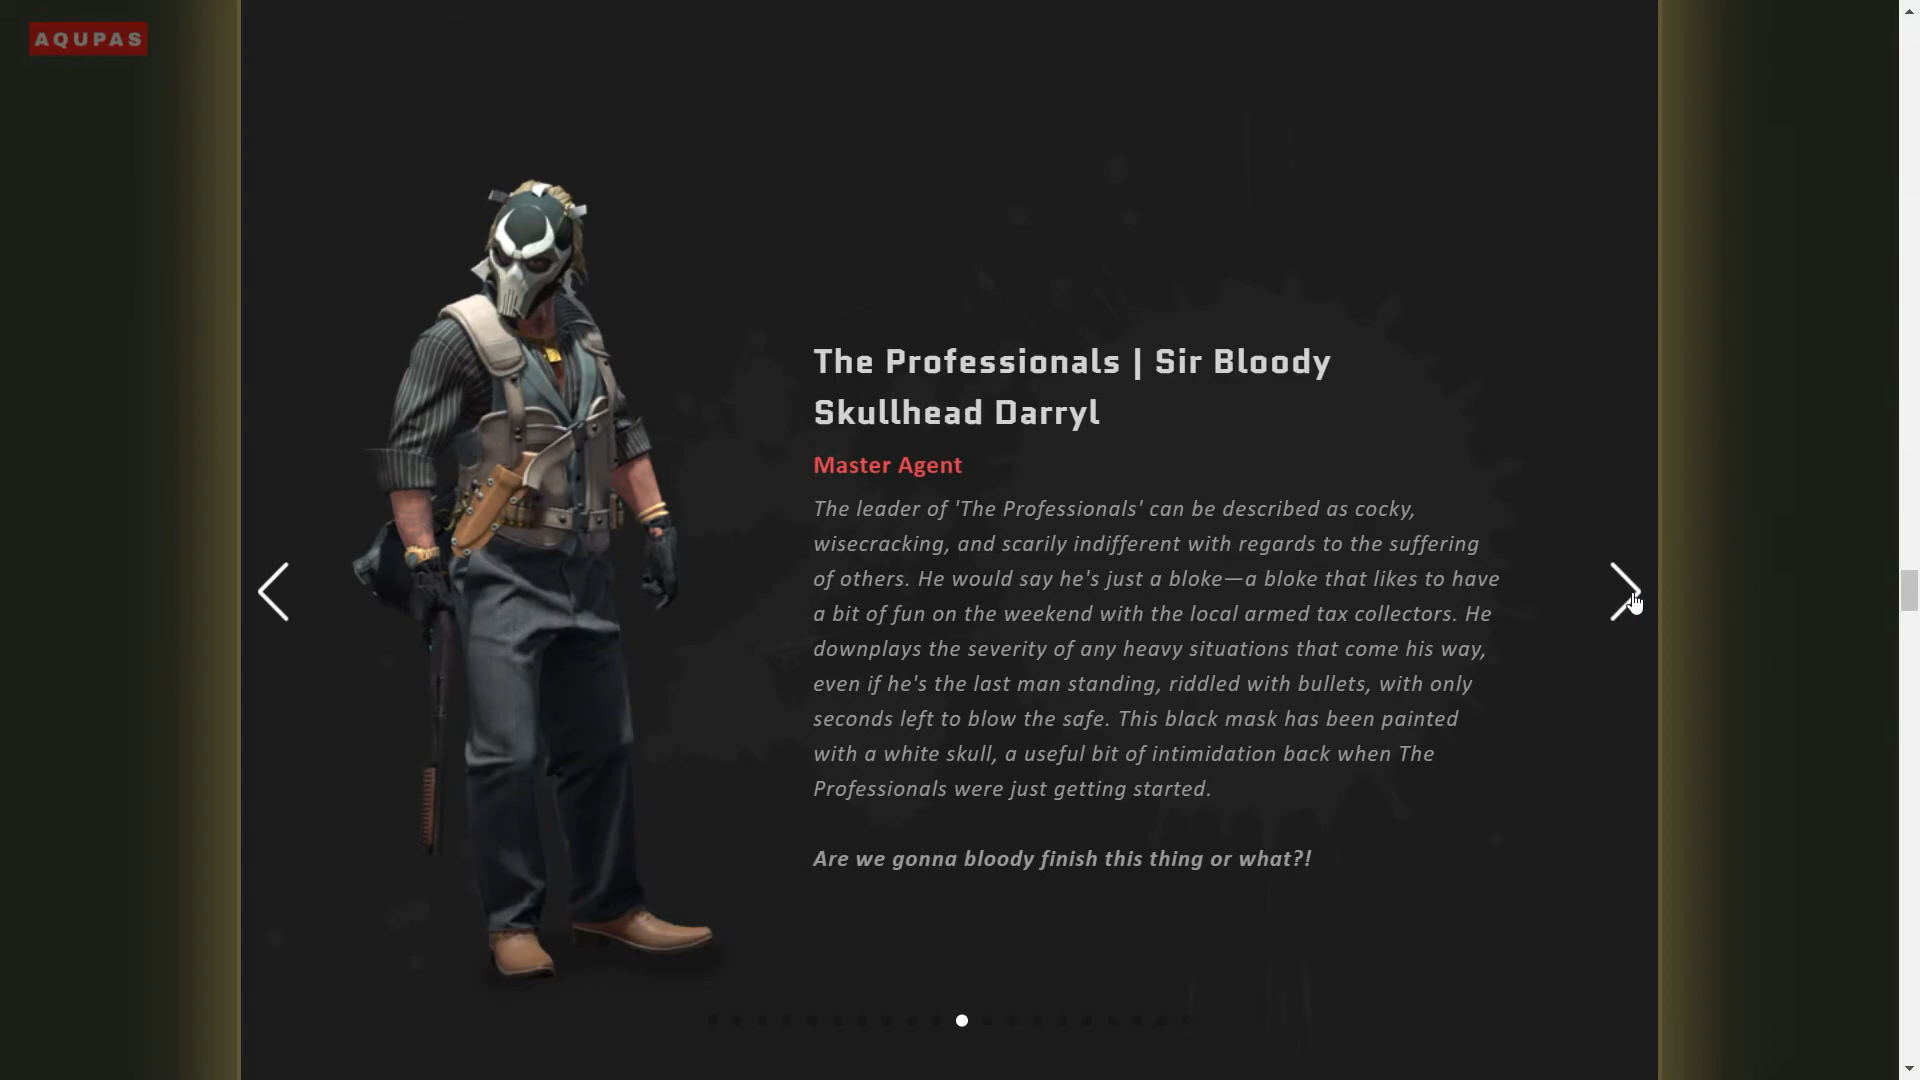 AQUPAS
The Professionals | Sir Bloody
Skullhead Darryl
Master Agent
The leader of 'The Professionals' can be described as cocky,
wisecracking, and scarily indifferent with regards to the suffering
of others. He would say he's just a bloke—a bloke that likes to have
a bit of fun on the weekend with the local armed tax collectors. He
downplays the severity of any heavy situations that come his way,
even if he's the last man standing, riddled with bullets, with only
seconds left to blow the safe. This black mask has been painted
with a white skull, a useful bit of intimidation back when The
Professionals were just getting started.
Are we gonna bloody finish this thing or what?!